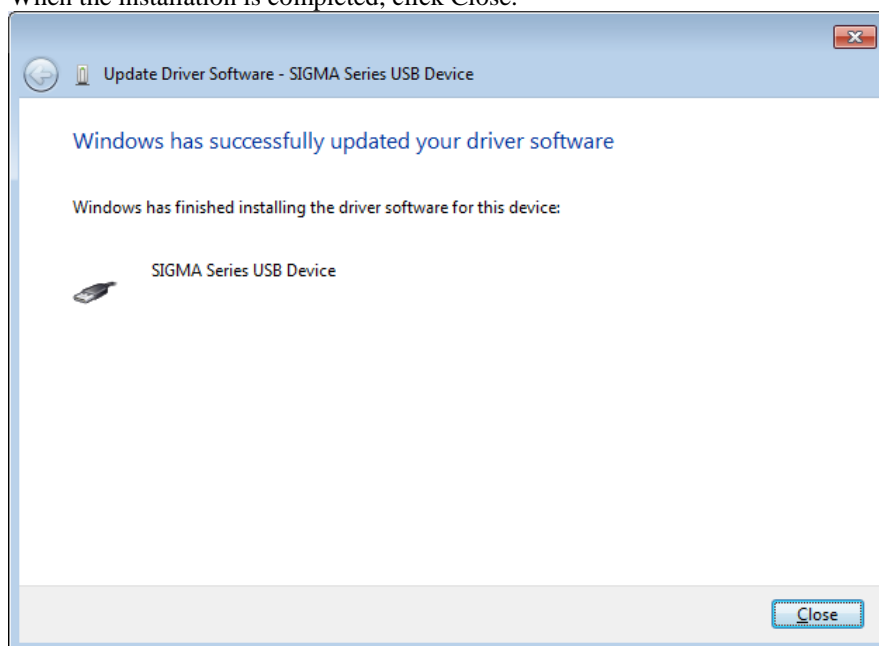 When the installation is completed, click Close.
Update Driver Software - SIGMA Series USB Device
Windows has successfully updated your driver software
Windows has finished installing the driver software for this device:
SIGMA Series USB Device
Close